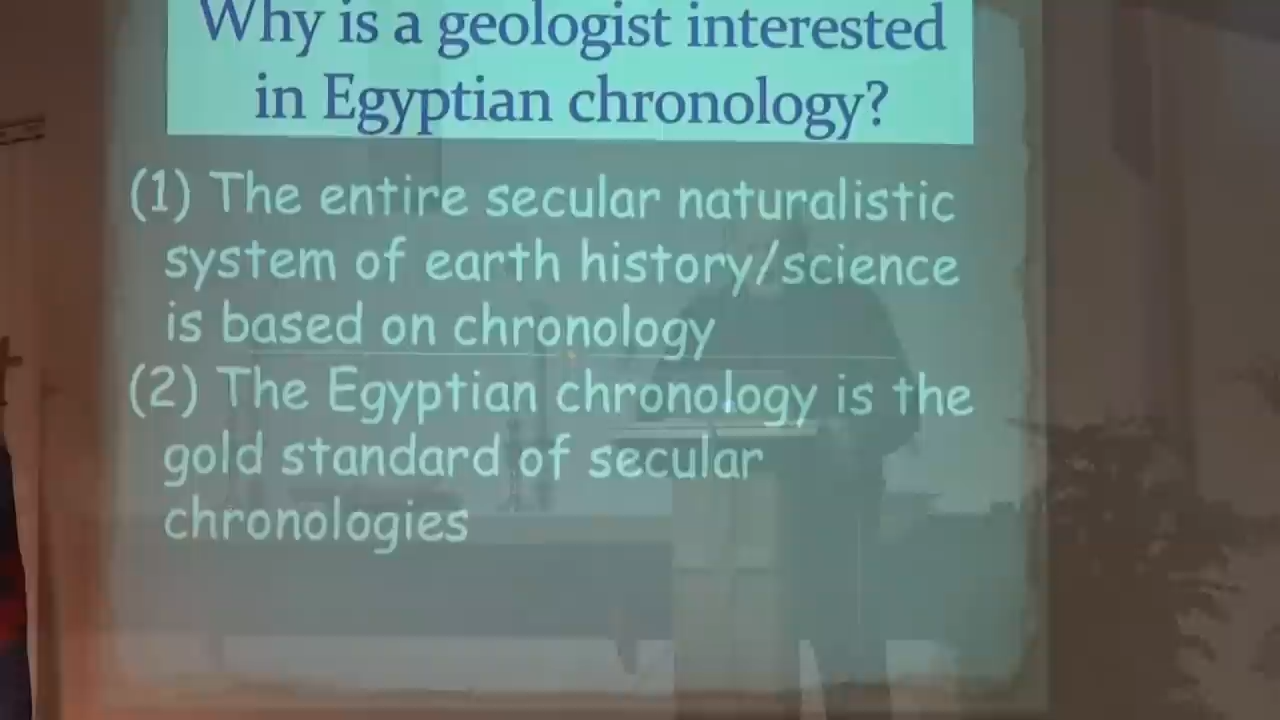 Why is a geologist interested
in Egyptian chronology?
(1) The entire secular naturalistic
system of earth history/science
is based on chronology
(2) The Egyptian chronology is the
gold standard of secular
chronologies